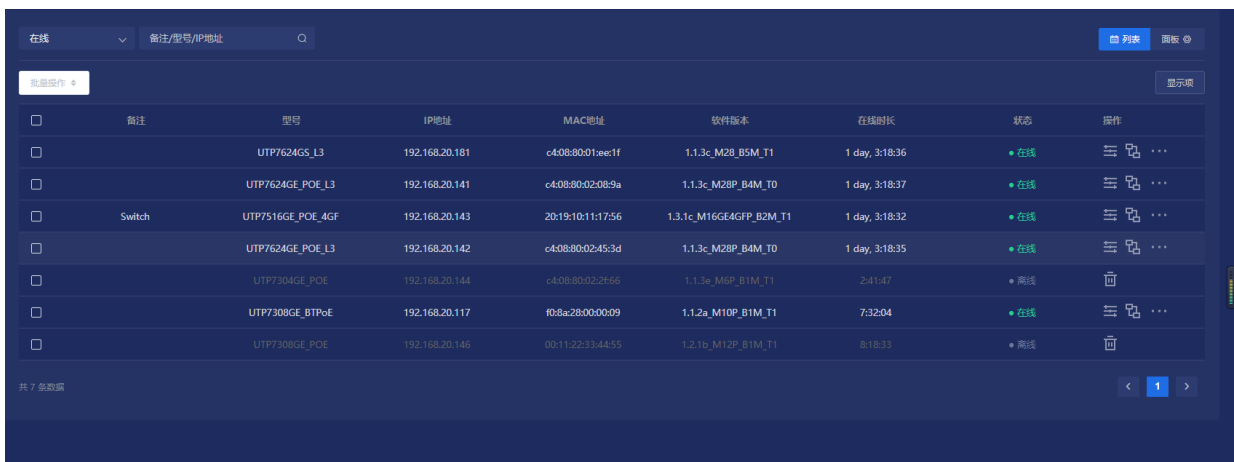 在线 备注/型号/IP地址 列表 面板
批量操作 显示项
备注 型号 IP地址 MAC地址 软件版本 在线时长 状态 操作
UTP7624GS_L3 192.168.20.181 c4:08:80:01:ee:1f 1.1.3c_M28_B5M_T1 1 day, 3:18:36 在线
UTP7624GE_POE_L3 192.168.20.141 c4:08:80:02:08:9a 1.1.3c_M28P_B4M_T0 1 day, 3:18:37 在线
Switch UTP7516GE_POE_4GF 192.168.20.143 20:19:10:11:17:56 1.3.1c_M16GE4GFP_B2M_T1 1 day, 3:18:32 在线
UTP7624GE_POE_L3 192.168.20.142 c4:08:80:02:45:3d 1.1.3c_M28P_B4M_T0 1 day, 3:18:35 在线
UTP7304GE_POE 192.168.20.144 c4:08:80:02:2f:66 1.1.3e_M6P_B1M_T1 2:41:47 离线
UTP7308GE_BTPoE 192.168.20.117 f0:8a:28:00:00:09 1.1.2a_M10P_B1M_T1 7:32:04 在线
UTP7308GE_POE 192.168.20.146 00:11:22:33:44:55 1.2.1b_M12P_B1M_T1 8:18:33 离线
共 7 条数据 1